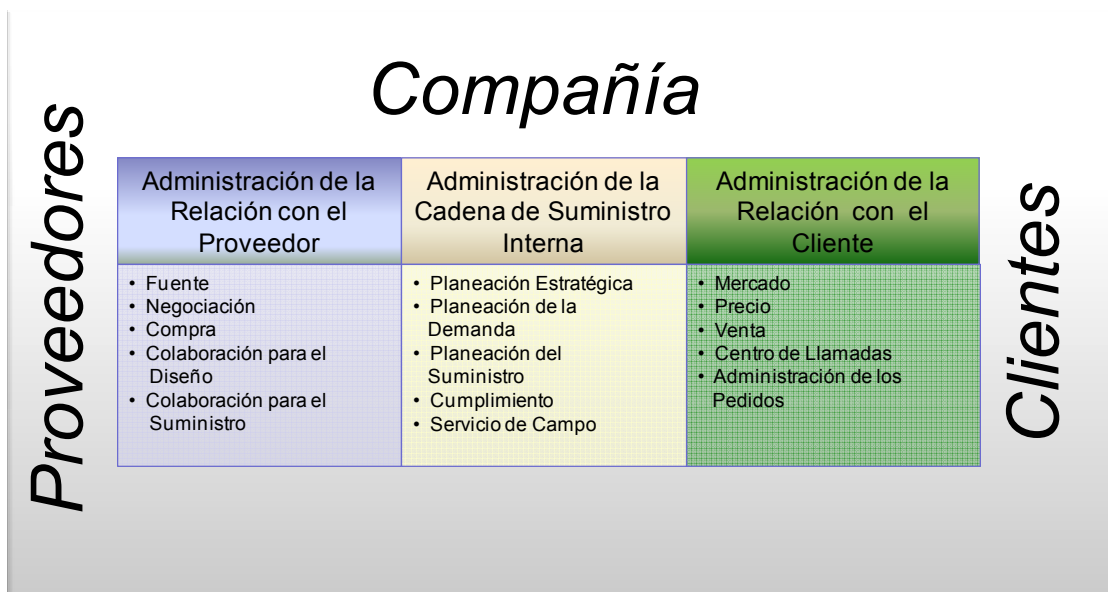 Compañía
Proveedores
Administración de la
Relación con el
Proveedor
• Fuente
• Negociación
• Compra
• Colaboración para el
Diseño
• Colaboración para el
Suministro
Administración de la
Cadena de Suministro
Interna
• Planeación Estratégica
• Planeación de la
Demanda
• Planeación del
Suministro
• Cumplimiento
• Servicio de Campo
Administración de la
Relación con el
Cliente
• Mercado
• Precio
• Venta
• Centro de Llamadas
• Administración de los
Pedidos
Clientes